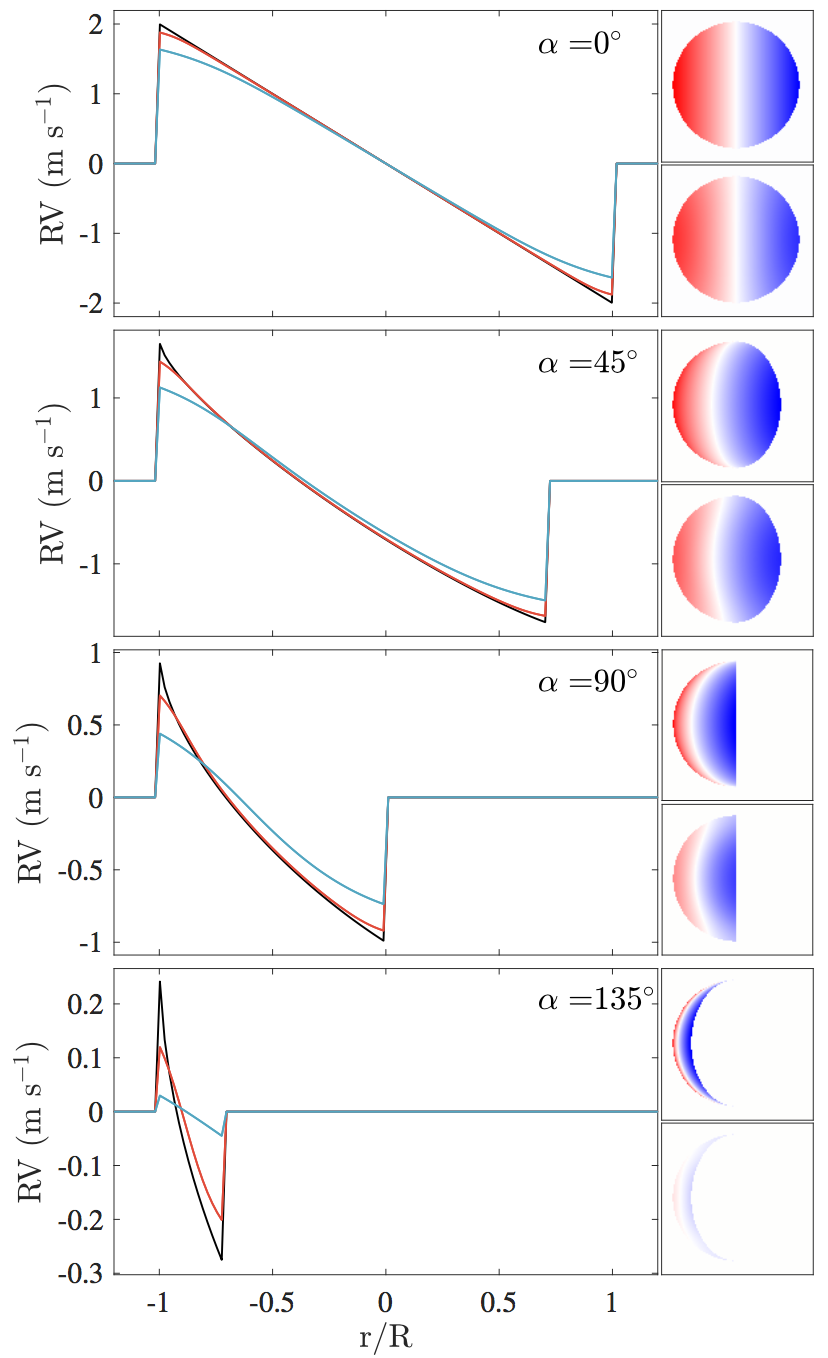 2
1
0
-1
-2
RV (m s⁻¹)
α =0°
1
0
-1
RV (m s⁻¹)
α =45°
1
0.5
0
-0.5
-1
RV (m s⁻¹)
α =90°
0.2
0.1
0
-0.1
-0.2
-0.3
RV (m s⁻¹)
α =135°
-1 -0.5 0 0.5 1
r/R